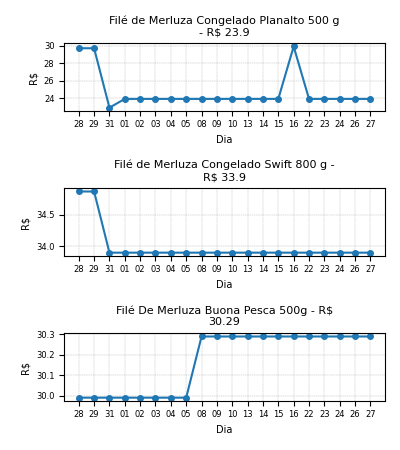 Filé de Merluza Congelado Planalto 500 g
- R$ 23.9
30
28
26
24
R$
28 29 31 01 02 03 04 05 08 09 10 13 14 15 16 22 23 24 26 27
Dia
Filé de Merluza Congelado Swift 800 g -
R$ 33.9
34.5
34.0
R$
28 29 31 01 02 03 04 05 08 09 10 13 14 15 16 22 23 24 26 27
Dia
Filé De Merluza Buona Pesca 500g - R$
30.29
30.3
30.2
30.1
30.0
R$
28 29 31 01 02 03 04 05 08 09 10 13 14 15 16 22 23 24 26 27
Dia